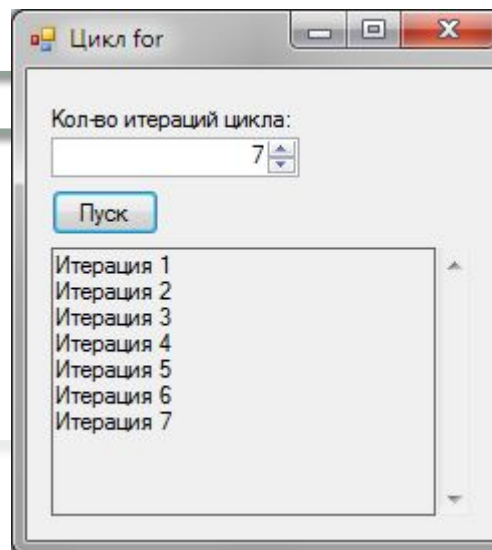 Цикл for
Кол-во итераций цикла:
7
Пуск
Итерация 1
Итерация 2
Итерация 3
Итерация 4
Итерация 5
Итерация 6
Итерация 7